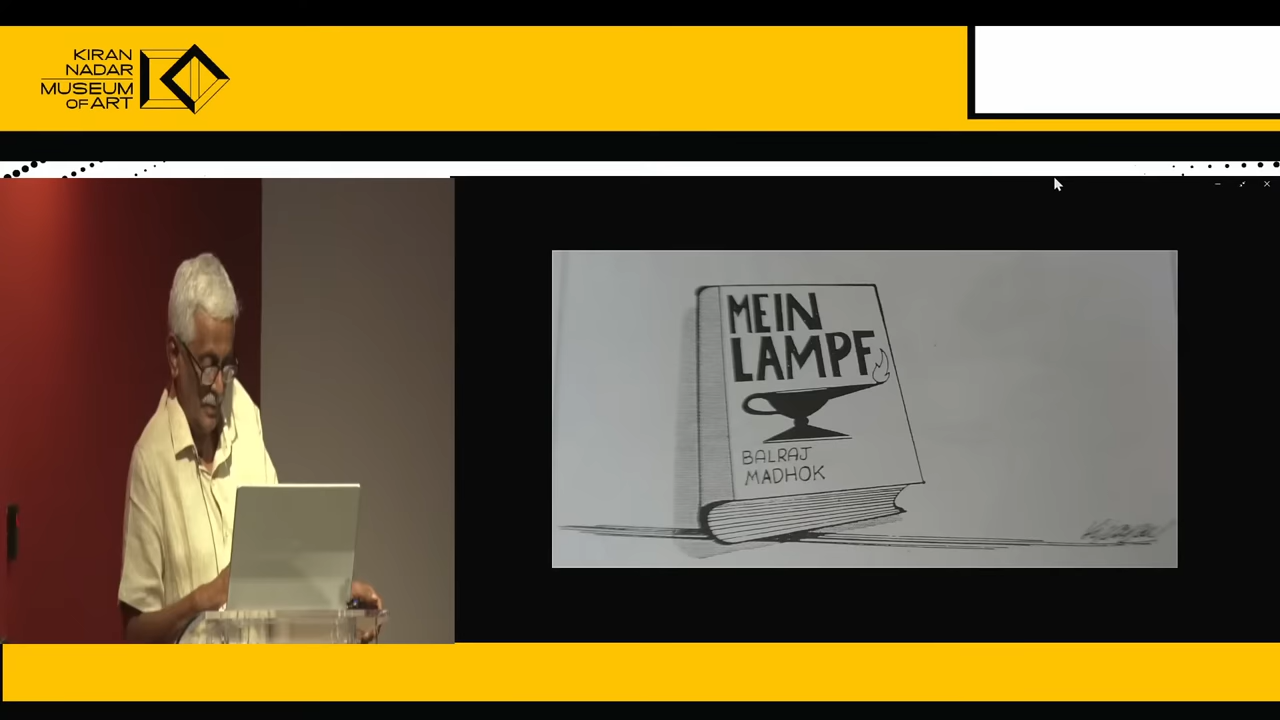 KIRAN
NADAR
MUSEUM
OF ART
MEIN
LAMPF
BALRAJ
MADHOK